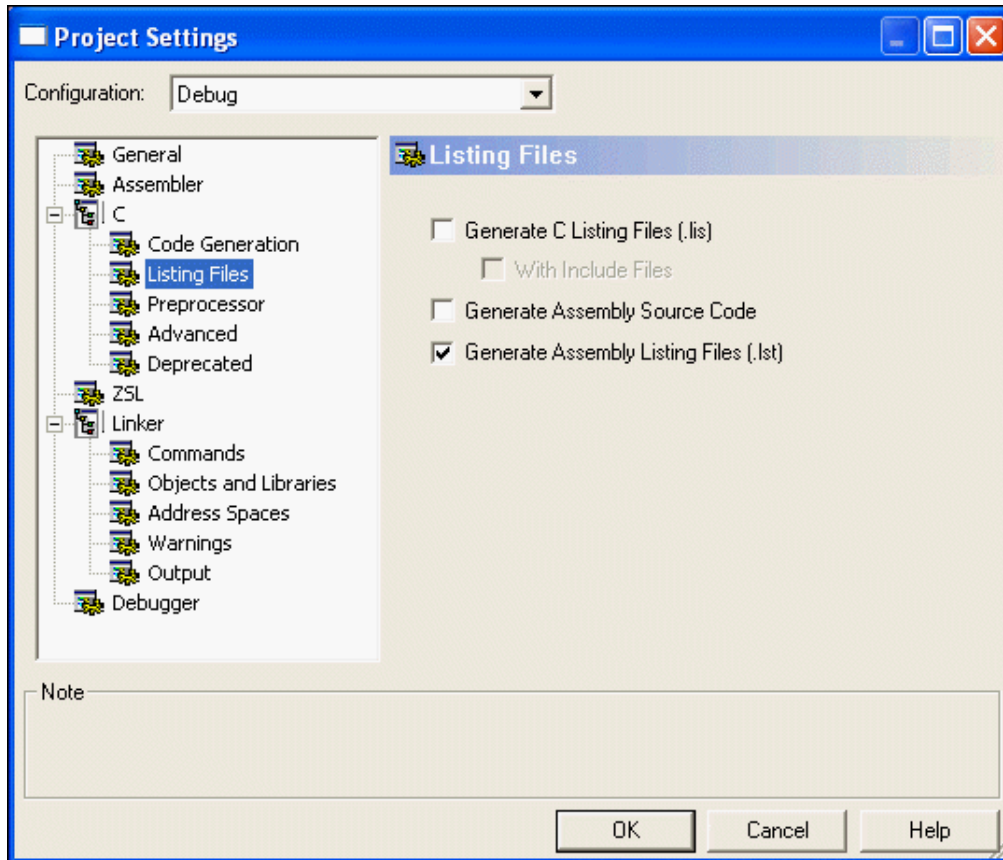 Project Settings
Configuration: Debug
General
Assembler
C
Code Generation
Listing Files
Preprocessor
Advanced
Deprecated
ZSL
Linker
Commands
Objects and Libraries
Address Spaces
Warnings
Output
Debugger
Listing Files
Generate C Listing Files (.lis)
With Include Files
Generate Assembly Source Code
Generate Assembly Listing Files (.lst)
Note
OK Cancel Help